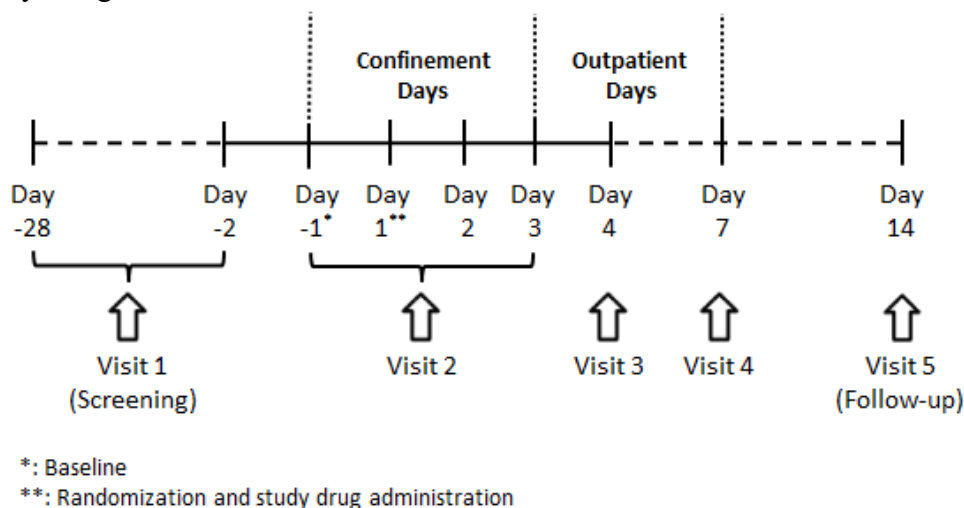 Confinement Days
Outpatient Days
Day -28
Day -2
Day -1*
Day 1**
Day 2
Day 3
Day 4
Day 7
Day 14
Visit 1
(Screening)
Visit 2
Visit 3
Visit 4
Visit 5
(Follow-up)
*: Baseline
**: Randomization and study drug administration